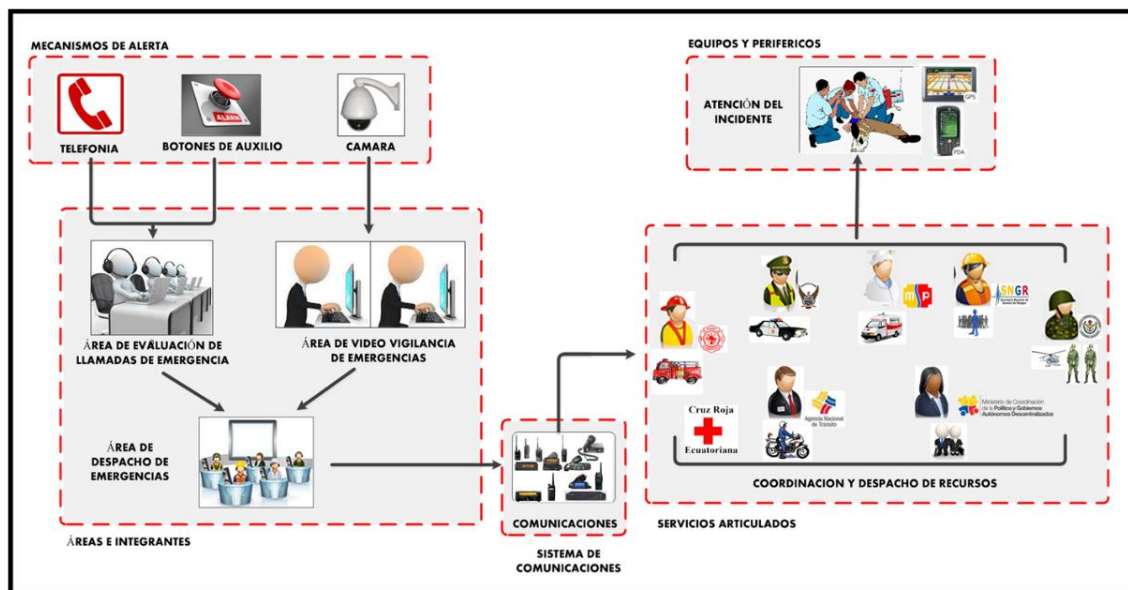 MECANISMOS DE ALERTA
TELEFONIA
ALARM
BOTONES DE AUXILIO
CAMARA
ÁREA DE EVALUACIÓN DE
LLAMADAS DE EMERGENCIA
ÁREA DE VIDEO VIGILANCIA
DE EMERGENCIAS
ÁREA DE
DESPACHO DE
EMERGENCIAS
ÁREAS E INTEGRANTES
COMUNICACIONES
SISTEMA DE
COMUNICACIONES
EQUIPOS Y PERIFERICOS
ATENCIÓN DEL
INCIDENTE
GPS
PDA
SNGR
Cruz Roja
Ecuatoriana
Agencia Nacional
de Tránsito
Ministerio de Coordinación
de la Política y Gobiernos
Autónomos Descentralizados
COORDINACION Y DESPACHO DE RECURSOS
SERVICIOS ARTICULADOS